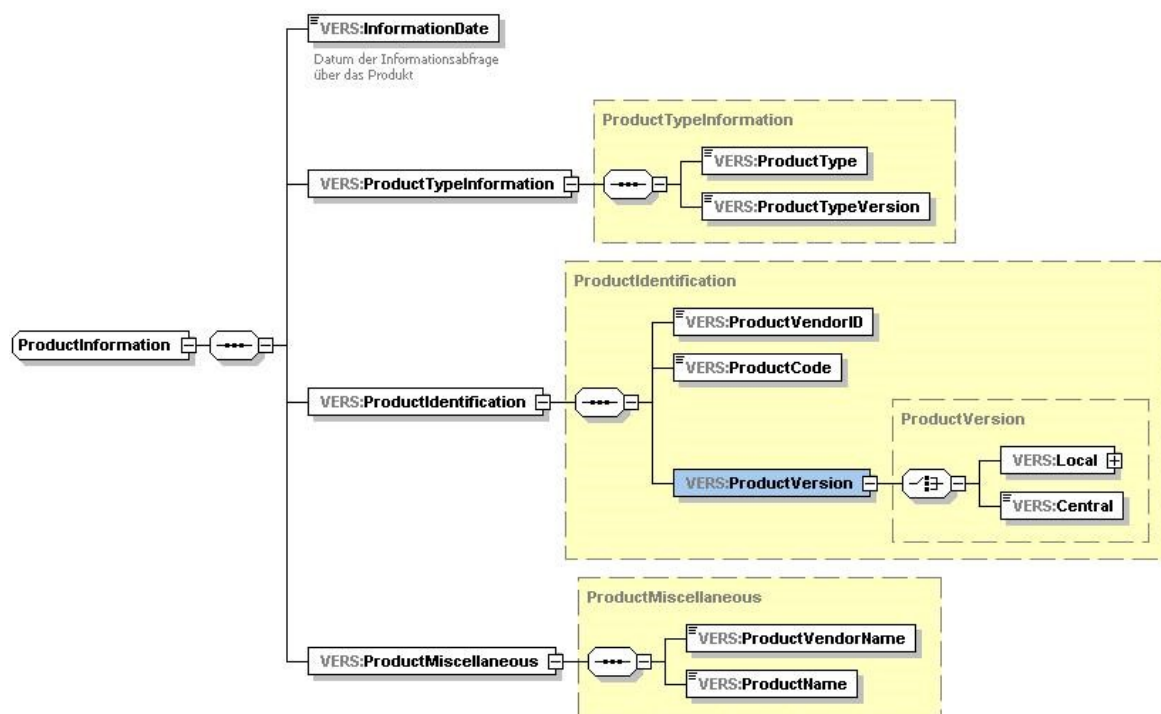 VERS:InformationDate
Datum der Informationsabfrage
über das Produkt
ProductTypeInformation
VERS:ProductType
VERS:ProductTypeInformation
VERS:ProductTypeVersion
ProductIdentification
VERS:ProductVendorID
ProductInformation
VERS:ProductCode
VERS:ProductIdentification
ProductVersion
VERS:Local
VERS:ProductVersion
VERS:Central
ProductMiscellaneous
VERS:ProductVendorName
VERS:ProductMiscellaneous
VERS:ProductName